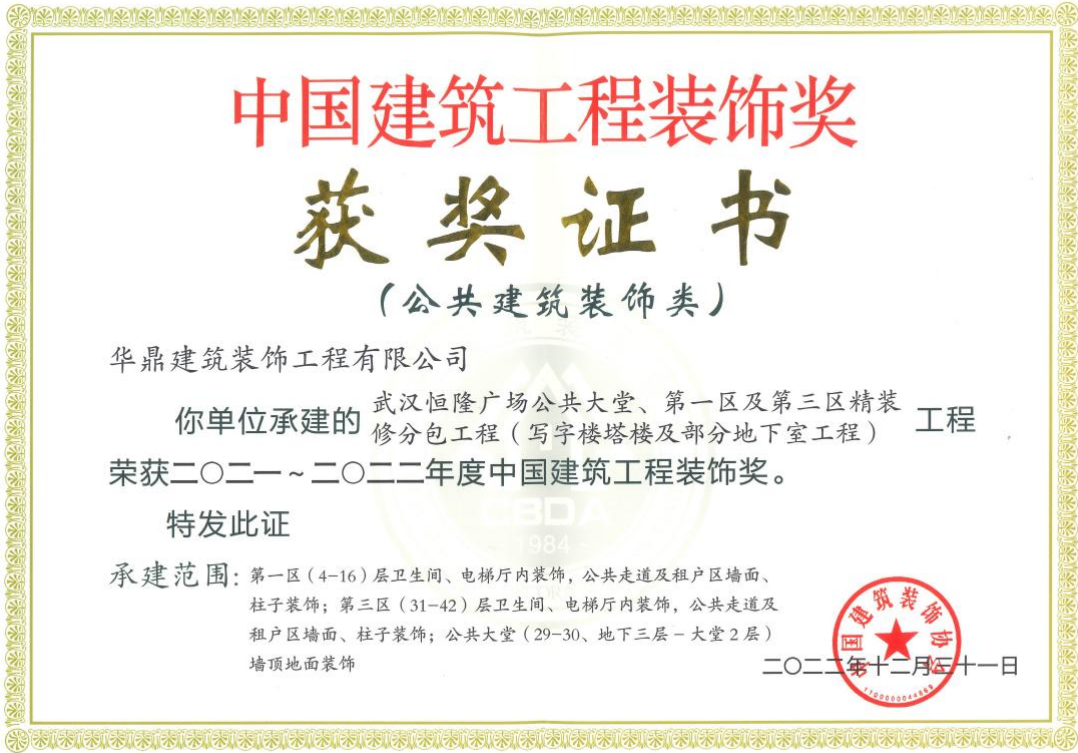 中国建筑工程装饰奖
获奖证书
（公共建筑装饰类）
华鼎建筑装饰工程有限公司
你单位承建的 武汉恒隆广场公共大堂、第一区及第三区精装
修分包工程（写字楼塔楼及部分地下室工程） 工程
荣获二〇二一～二〇二二年度中国建筑工程装饰奖。
特发此证
承建范围：第一区（4-16）层卫生间、电梯厅内装饰，公共走道及租户区墙面、
柱子装饰；第三区（31-42）层卫生间、电梯厅内装饰，公共走道及
租户区墙面、柱子装饰；公共大堂（29-30、地下三层－大堂2层）
墙顶地面装饰
二〇二二年十二月三十一日
中国建筑装饰协会
CBDA
1984